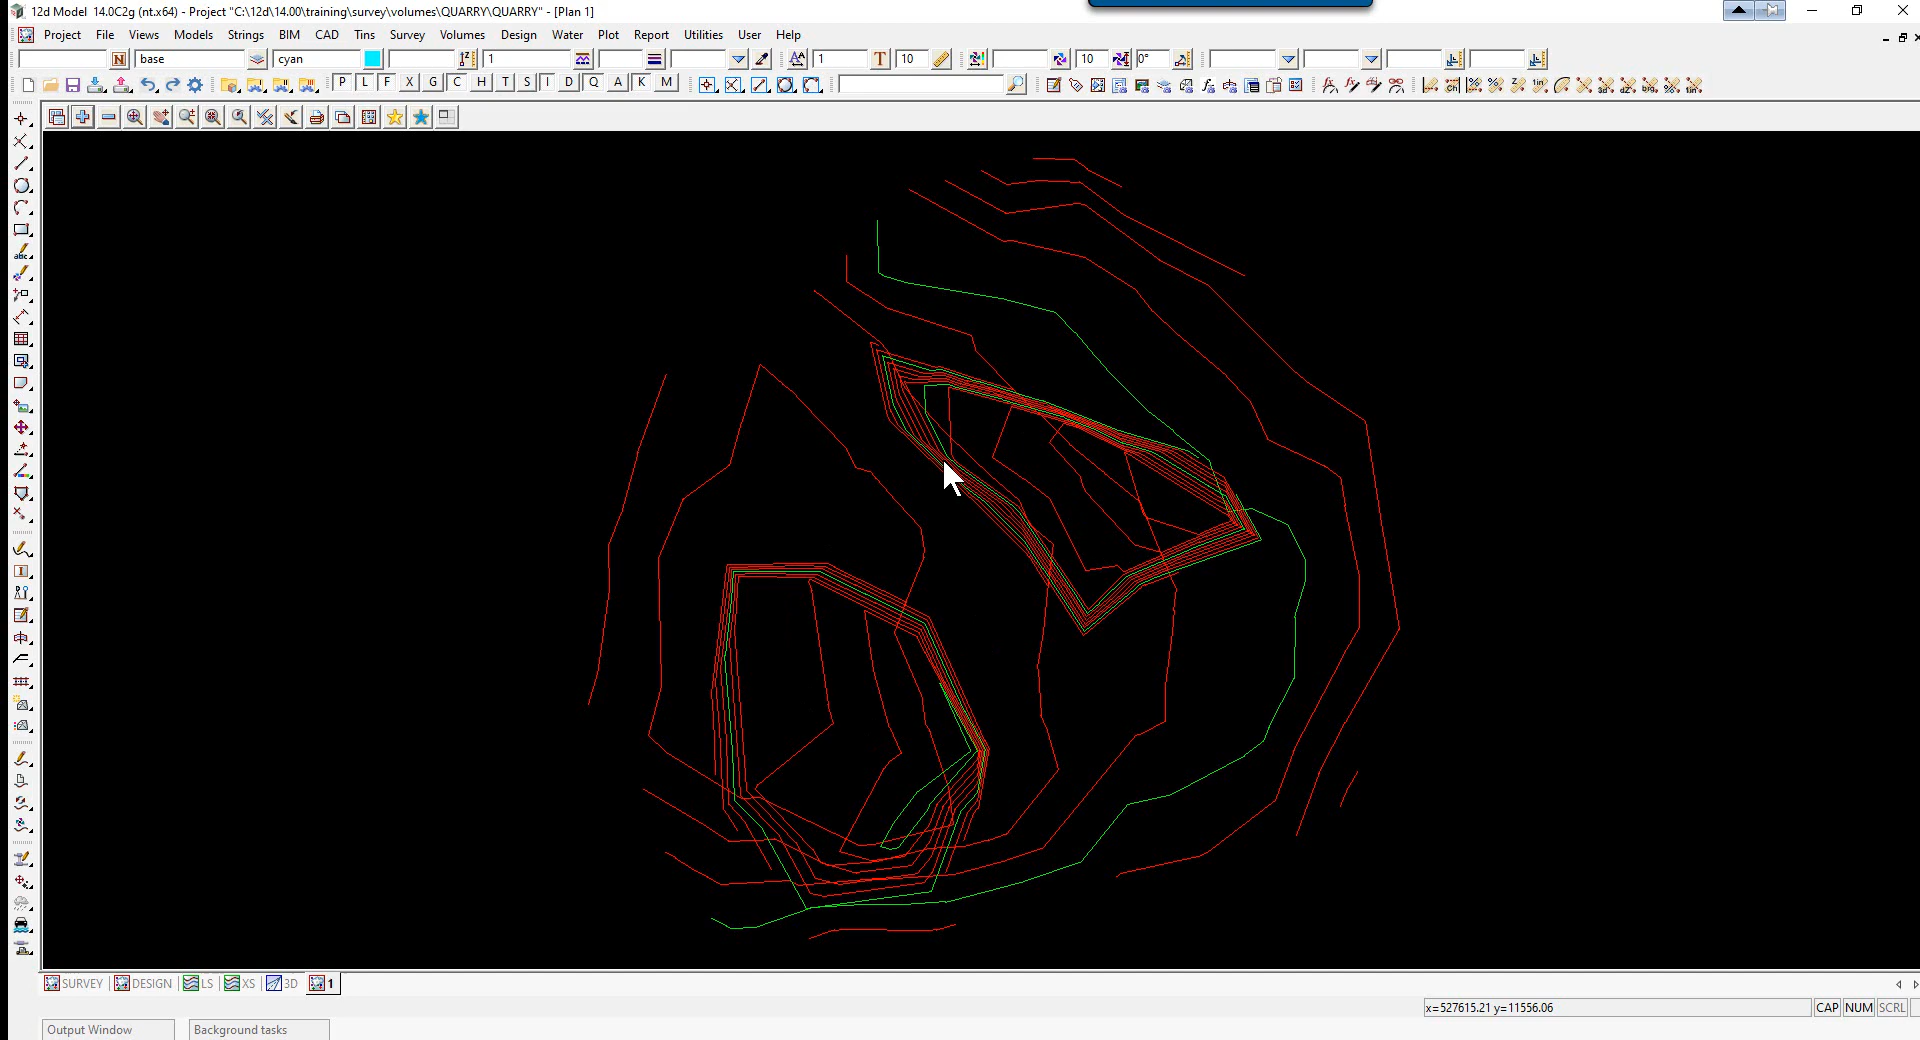 12d Model 14.0C2g (nt.x64) - Project "C:\12d\14.00\training\survey\volumes\QUARRY\QUARRY" - [Plan 1]
Project File Views Models Strings BIM CAD Tins Survey Volumes Design Water Plot Report Utilities User Help
N base cyan 1 T 1 10 10 0°
P L F X G C H T S I D Q A K M
abc
SURVEY DESIGN LS XS 3D 1
x=527615.21 y=11556.06 CAP NUM SCRL
Output Window Background tasks